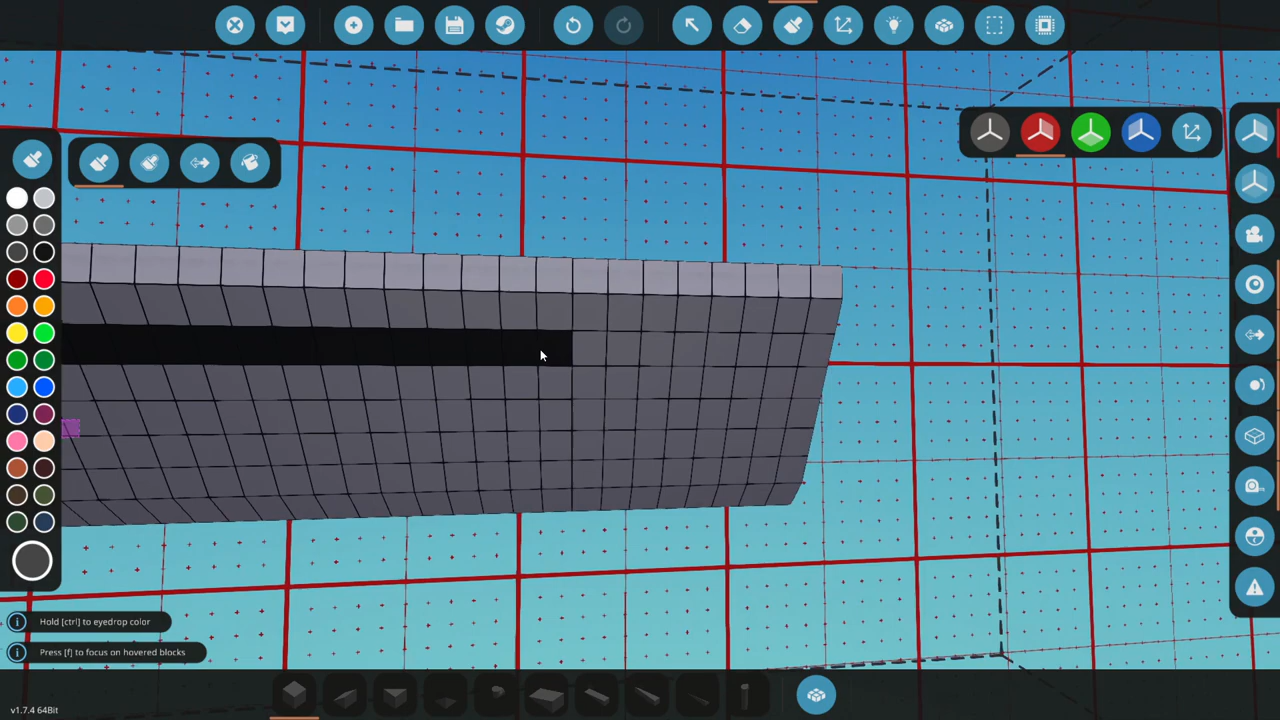 Hold [ctrl] to eyedrop color
Press [f] to focus on hovered blocks
v1.7.4 64Bit